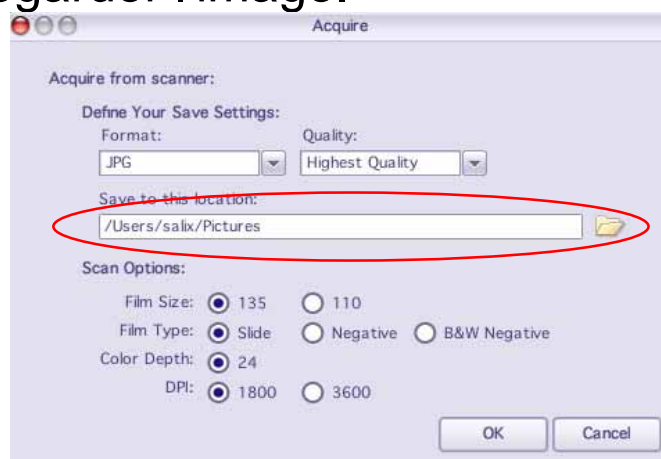 egarder l'image.
Acquire
Acquire from scanner:
Define Your Save Settings:
Format: Quality:
JPG Highest Quality
Save to this location:
/Users/salix/Pictures
Scan Options:
Film Size: 135 110
Film Type: Slide Negative B&W Negative
Color Depth: 24
DPI: 1800 3600
OK Cancel